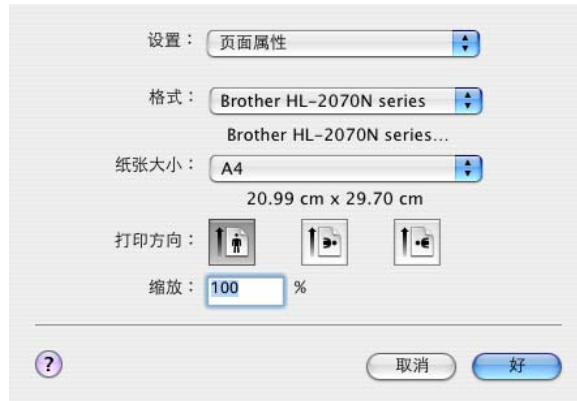 设置： 页面属性
格式： Brother HL-2070N series
Brother HL-2070N series...
纸张大小： A4
20.99 cm x 29.70 cm
打印方向：
缩放： 100 %
? 取消 好